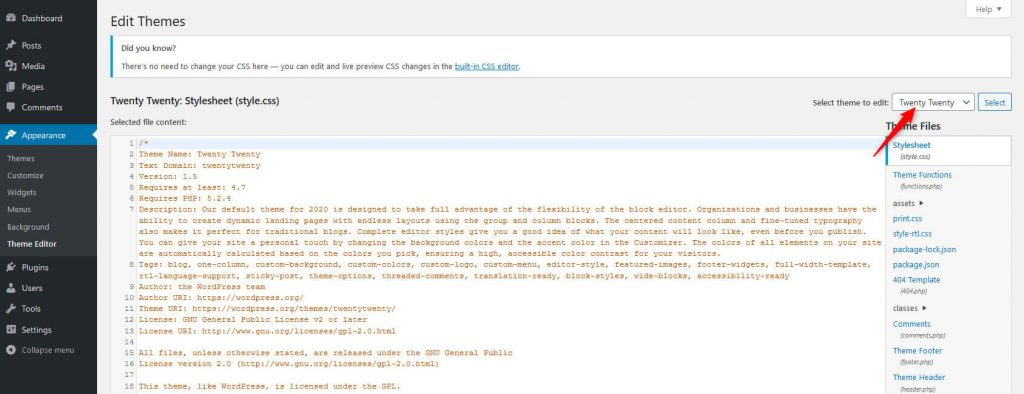 Dashboard
Posts
Media
Pages
Comments
Appearance
Themes
Customize
Widgets
Menus
Background
Theme Editor
Plugins
Users
Tools
Settings
Collapse menu
Help
Edit Themes
Did you know?
There's no need to change your CSS here — you can edit and live preview CSS changes in the built-in CSS editor.
Twenty Twenty: Stylesheet (style.css)
Select theme to edit: Twenty Twenty Select
Selected file content:
1 /*
2 Theme Name: Twenty Twenty
3 Text Domain: twentytwenty
4 Version: 1.5
5 Requires at least: 4.7
6 Requires PHP: 5.2.4
7 Description: Our default theme for 2020 is designed to take full advantage of the flexibility of the block editor. Organizations and businesses have the
ability to create dynamic landing pages with endless layouts using the group and column blocks. The centered content column and fine-tuned typography
also makes it perfect for traditional blogs. Complete editor styles give you a good idea of what your content will look like, even before you publish.
You can give your site a personal touch by changing the background colors and the accent color in the Customizer. The colors of all elements on your site
are automatically calculated based on the colors you pick, ensuring a high, accessible color contrast for your visitors.
8 Tags: blog, one-column, custom-background, custom-colors, custom-logo, custom-menu, editor-style, featured-images, footer-widgets, full-width-template,
rtl-language-support, sticky-post, theme-options, threaded-comments, translation-ready, block-styles, wide-blocks, accessibility-ready
9 Author: the WordPress team
10 Author URI: https://wordpress.org/
11 Theme URI: https://wordpress.org/themes/twentytwenty/
12 License: GNU General Public License v2 or later
13 License URI: http://www.gnu.org/licenses/gpl-2.0.html
14
15 All files, unless otherwise stated, are released under the GNU General Public
16 License version 2.0 (http://www.gnu.org/licenses/gpl-2.0.html)
17
18 This theme, like WordPress, is licensed under the GPL.
Theme Files
Stylesheet
(style.css)
Theme Functions
(functions.php)
assets
print.css
style-rtl.css
package-lock.json
package.json
404 Template
(404.php)
classes
Comments
(comments.php)
Theme Footer
(footer.php)
Theme Header
(header.php)